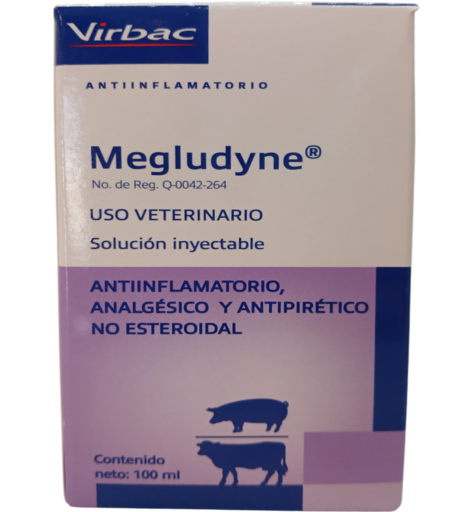 Virbac
ANTIINFLAMATORIO
Megludyne®
No. de Reg. Q-0042-264
USO VETERINARIO
Solución inyectable
ANTIINFLAMATORIO,
ANALGÉSICO Y ANTIPIRÉTICO
NO ESTEROIDAL
Contenido
neto: 100 ml